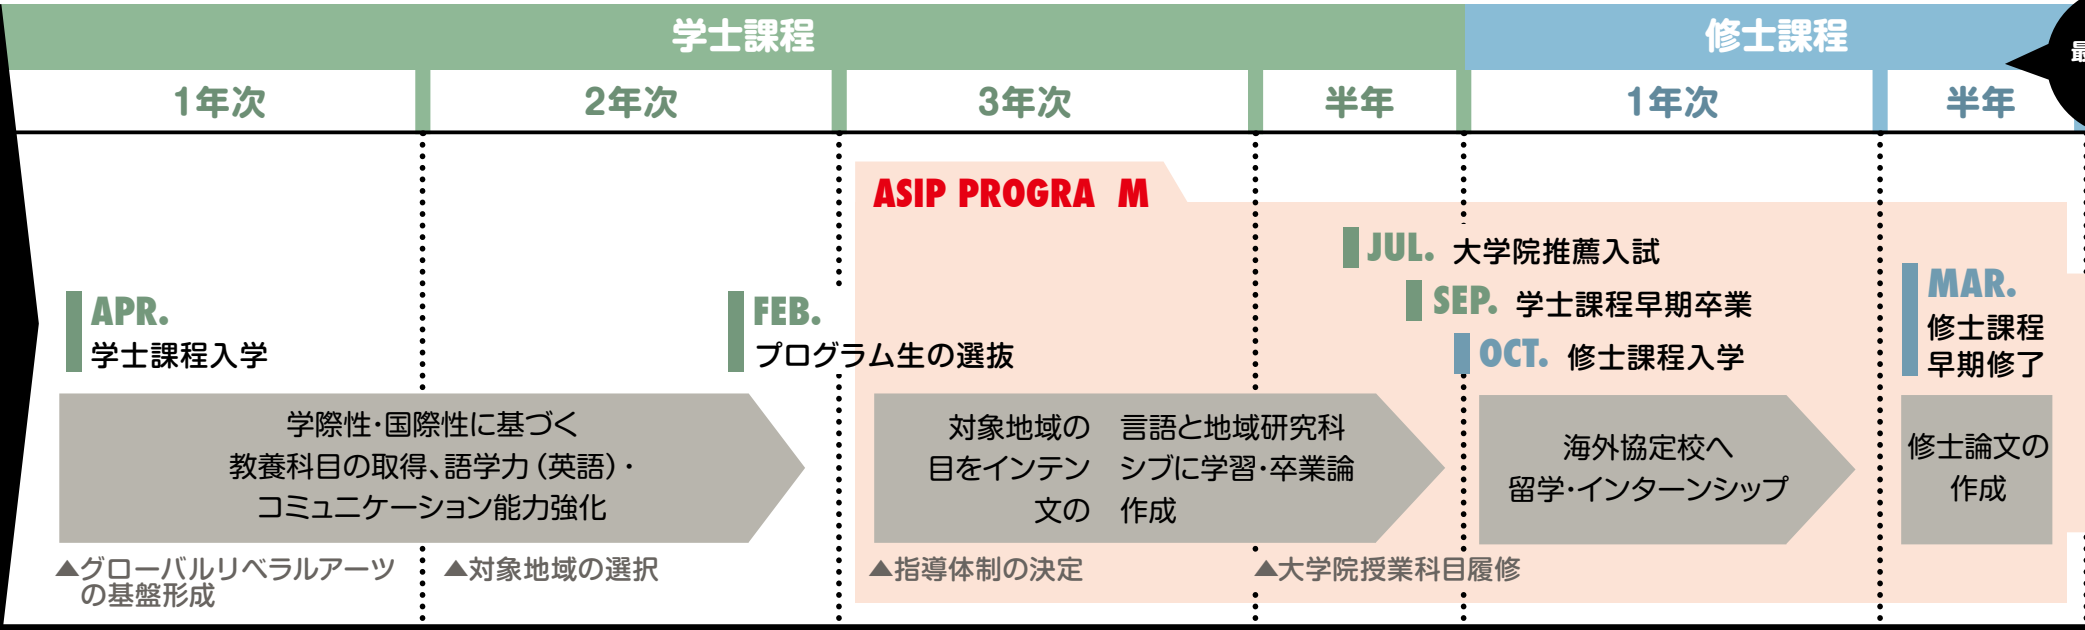 学士課程
修士課程
最
1年次
2年次
3年次
半年
1年次
半年
ASIP PROGRA M
JUL. 大学院推薦入試
SEP. 学士課程早期卒業
OCT. 修士課程入学
APR.
学士課程入学
FEB.
プログラム生の選抜
MAR.
修士課程
早期修了
学際性・国際性に基づく
教養科目の取得、語学力（英語）・
コミュニケーション能力強化
対象地域の 言語と地域研究科
目をインテン シブに学習・卒業論
文の 作成
海外協定校へ
留学・インターンシップ
修士論文の
作成
▲グローバルリベラルアーツ
の基盤形成
▲対象地域の選択
▲指導体制の決定
▲大学院授業科目履修